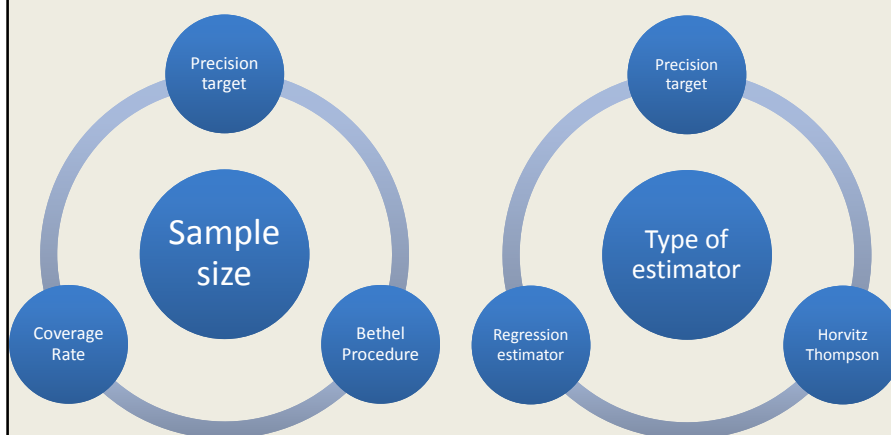 Precision
target
Sample
size
Coverage
Rate
Bethel
Procedure
Precision
target
Type of
estimator
Regression
estimator
Horvitz
Thompson